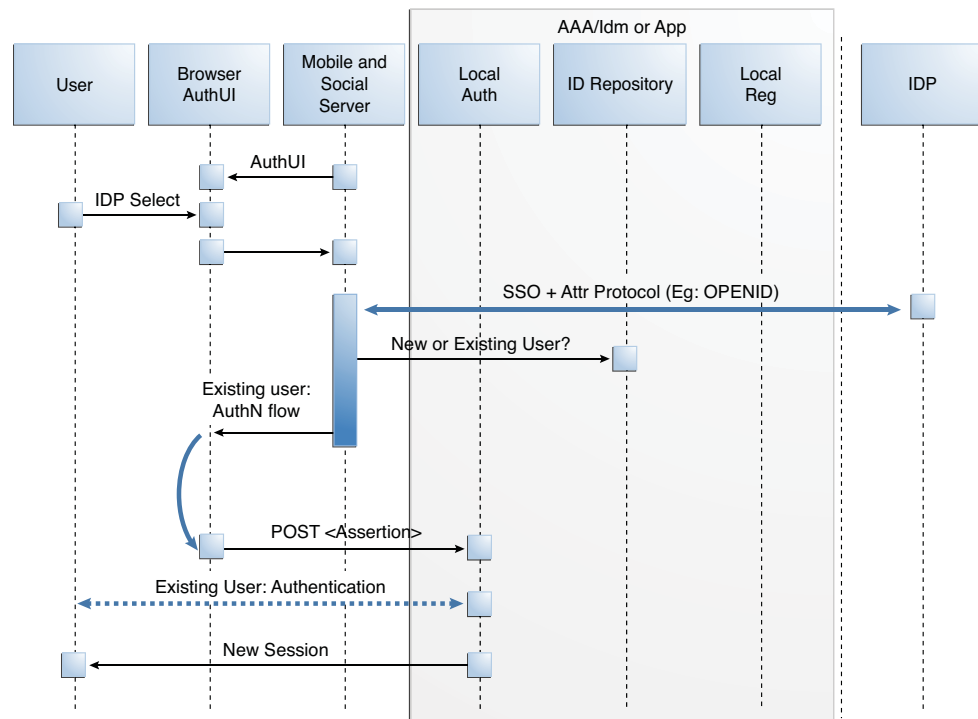 AAA/Idm or App
User
Browser
AuthUI
Mobile and
Social
Server
Local
Auth
ID Repository
Local
Reg
IDP
AuthUI
IDP Select
SSO + Attr Protocol (Eg: OPENID)
New or Existing User?
Existing user:
AuthN flow
POST <Assertion>
Existing User: Authentication
New Session